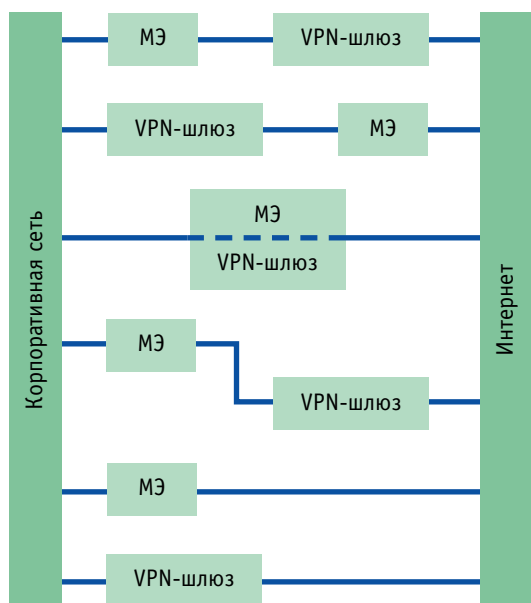 МЭ
VPN-шлюз
VPN-шлюз
МЭ
МЭ
VPN-шлюз
МЭ
VPN-шлюз
МЭ
VPN-шлюз
Корпоративная сеть
Интернет